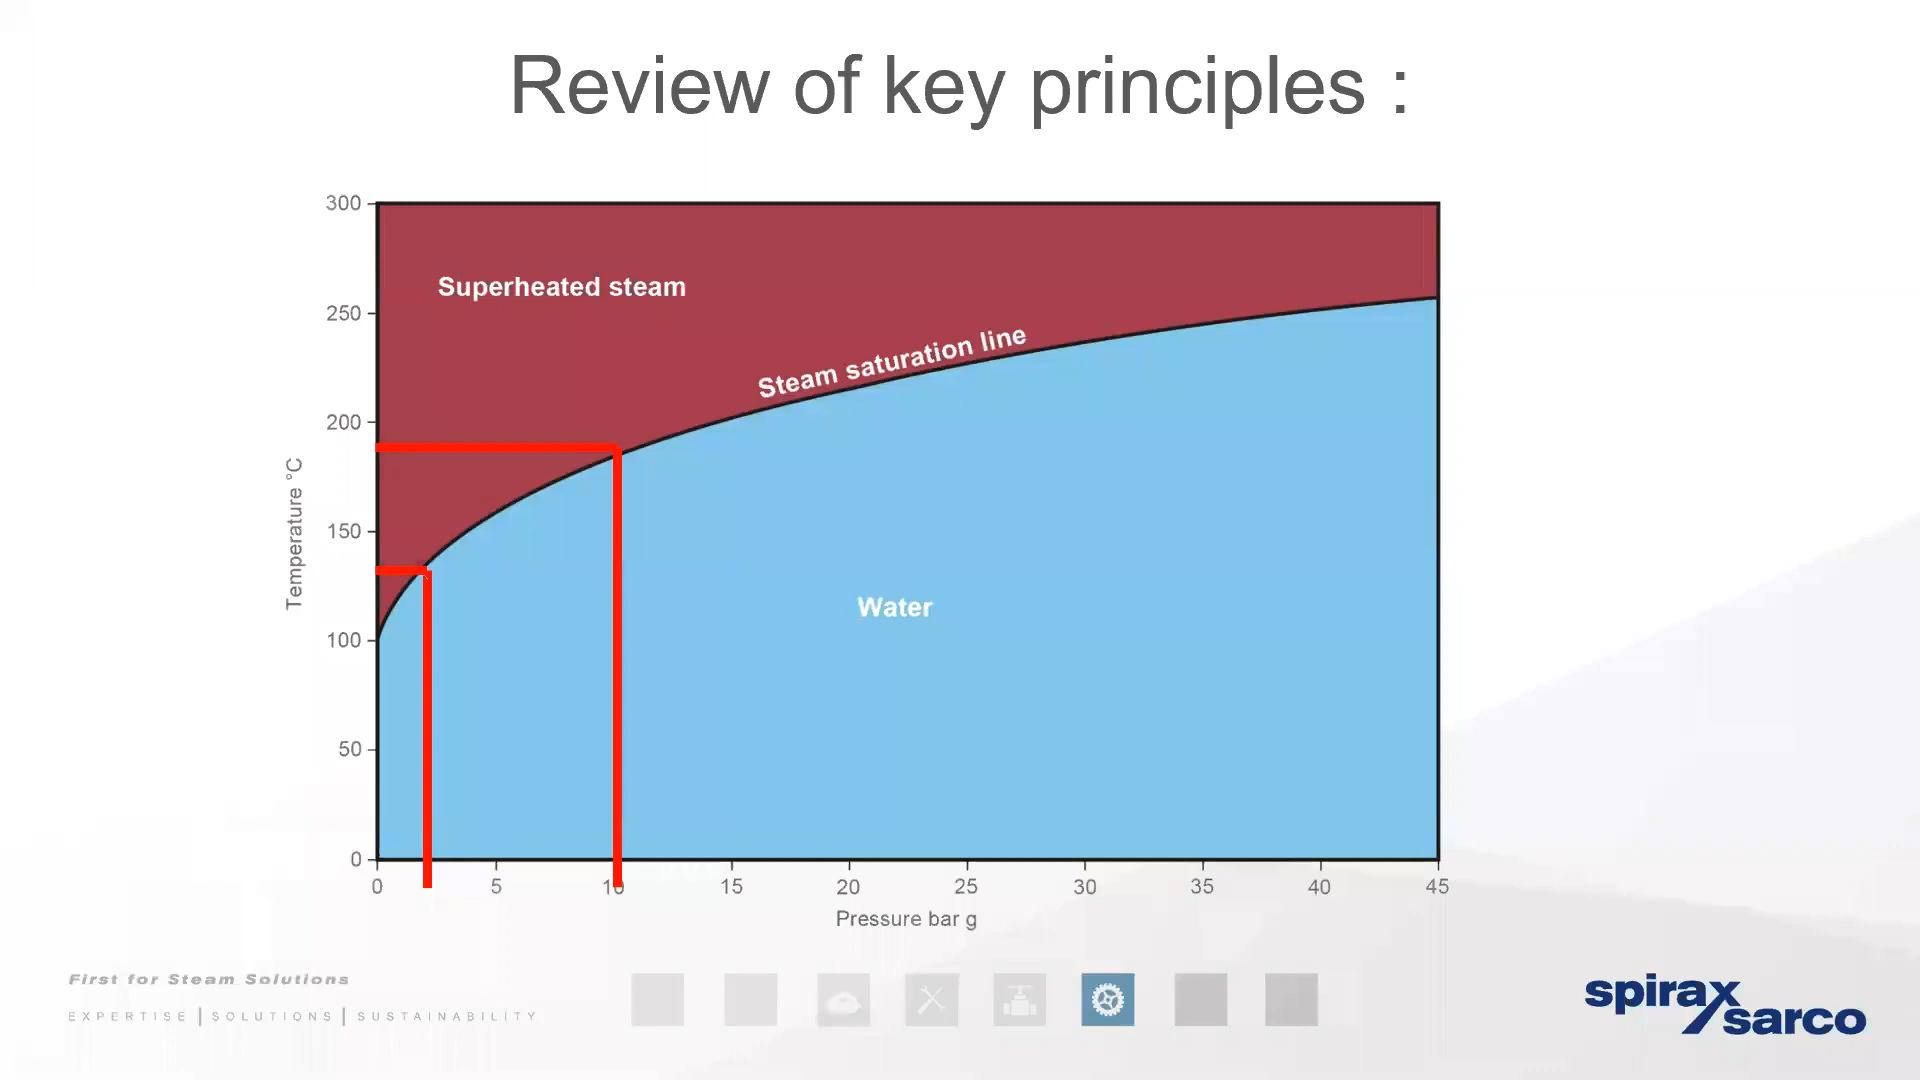 Review of key principles :
300
Superheated steam
250
Steam saturation line
200
Temperature °C
150
Water
100
50
0
0 5 10 15 20 25 30 35 40 45
Pressure bar g
First for Steam Solutions
EXPERTISE | SOLUTIONS | SUSTAINABILITY
spirax
sarco